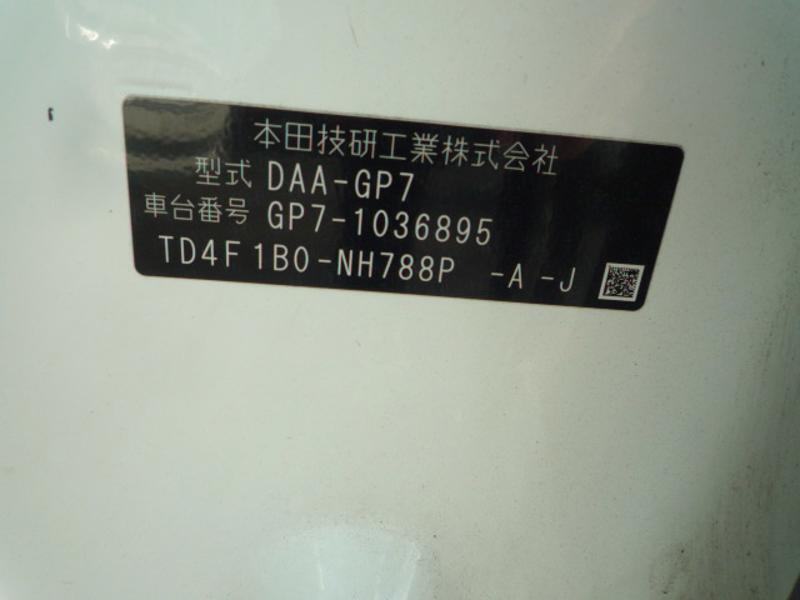 本田技研工業株式会社
型式 DAA-GP7
車台番号 GP7-1036895
TD4F1B0-NH788P -A -J